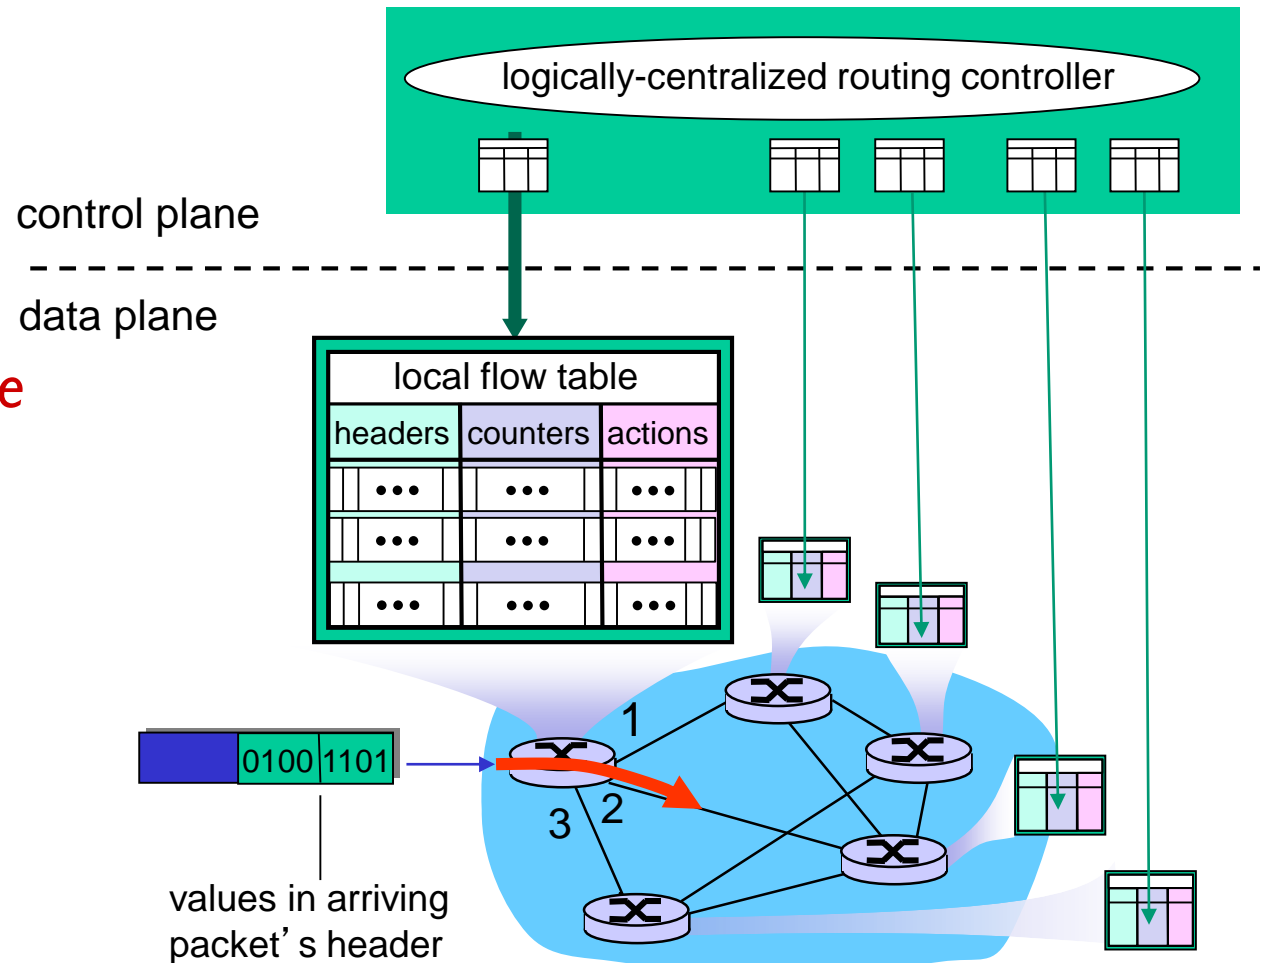 logically-centralized routing controller
control plane
data plane
e
local flow table
headers counters actions
1
0100 1101
2
3
values in arriving
packet’s header